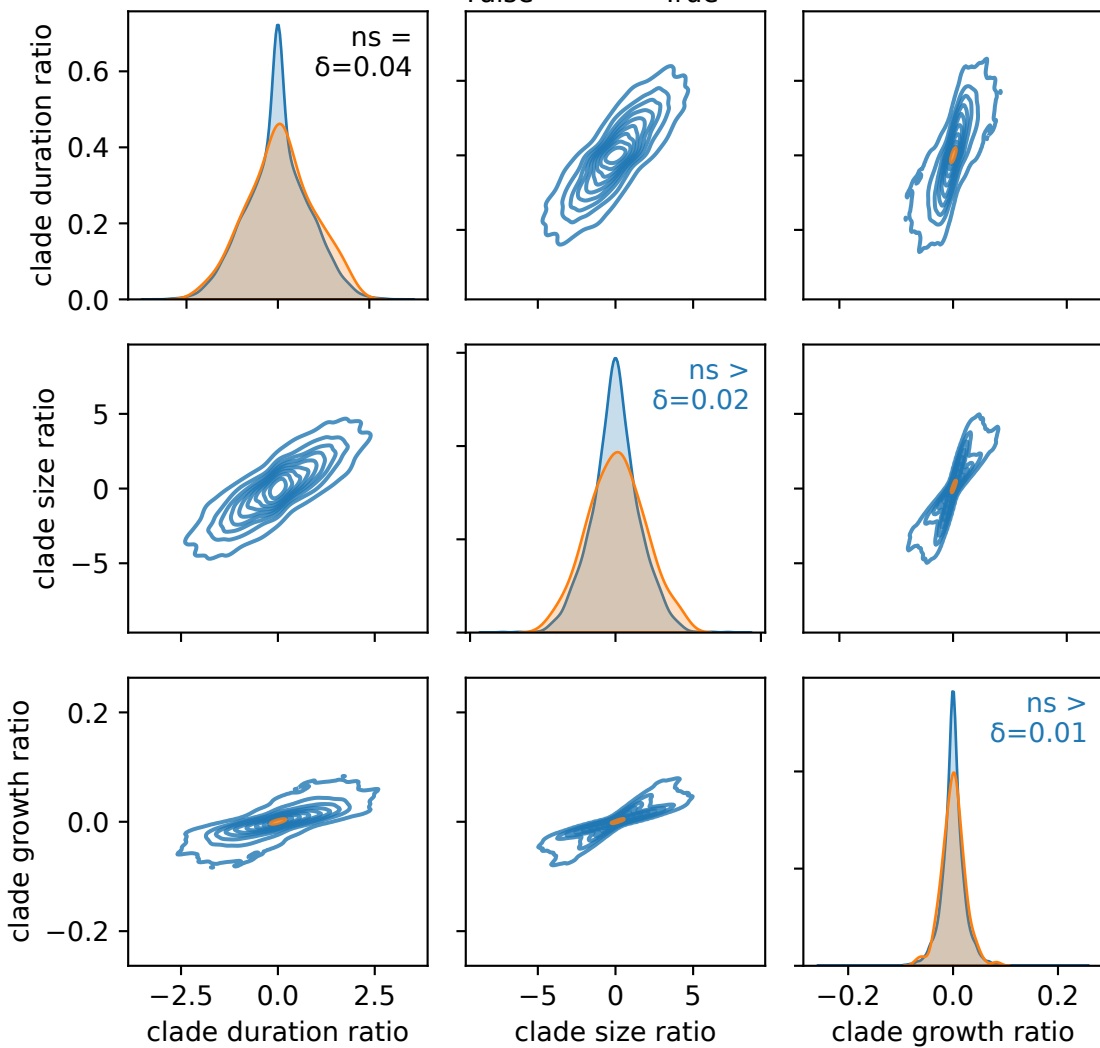 clade duration ratio
0.6
0.4
0.2
0.0
ns =
δ=0.04
clade size ratio
5
0
−5
ns >
δ=0.02
clade growth ratio
0.2
0.0
−0.2
ns >
δ=0.01
−2.5 0.0 2.5
−5 0 5
−0.2 0.0 0.2
clade duration ratio
clade size ratio
clade growth ratio